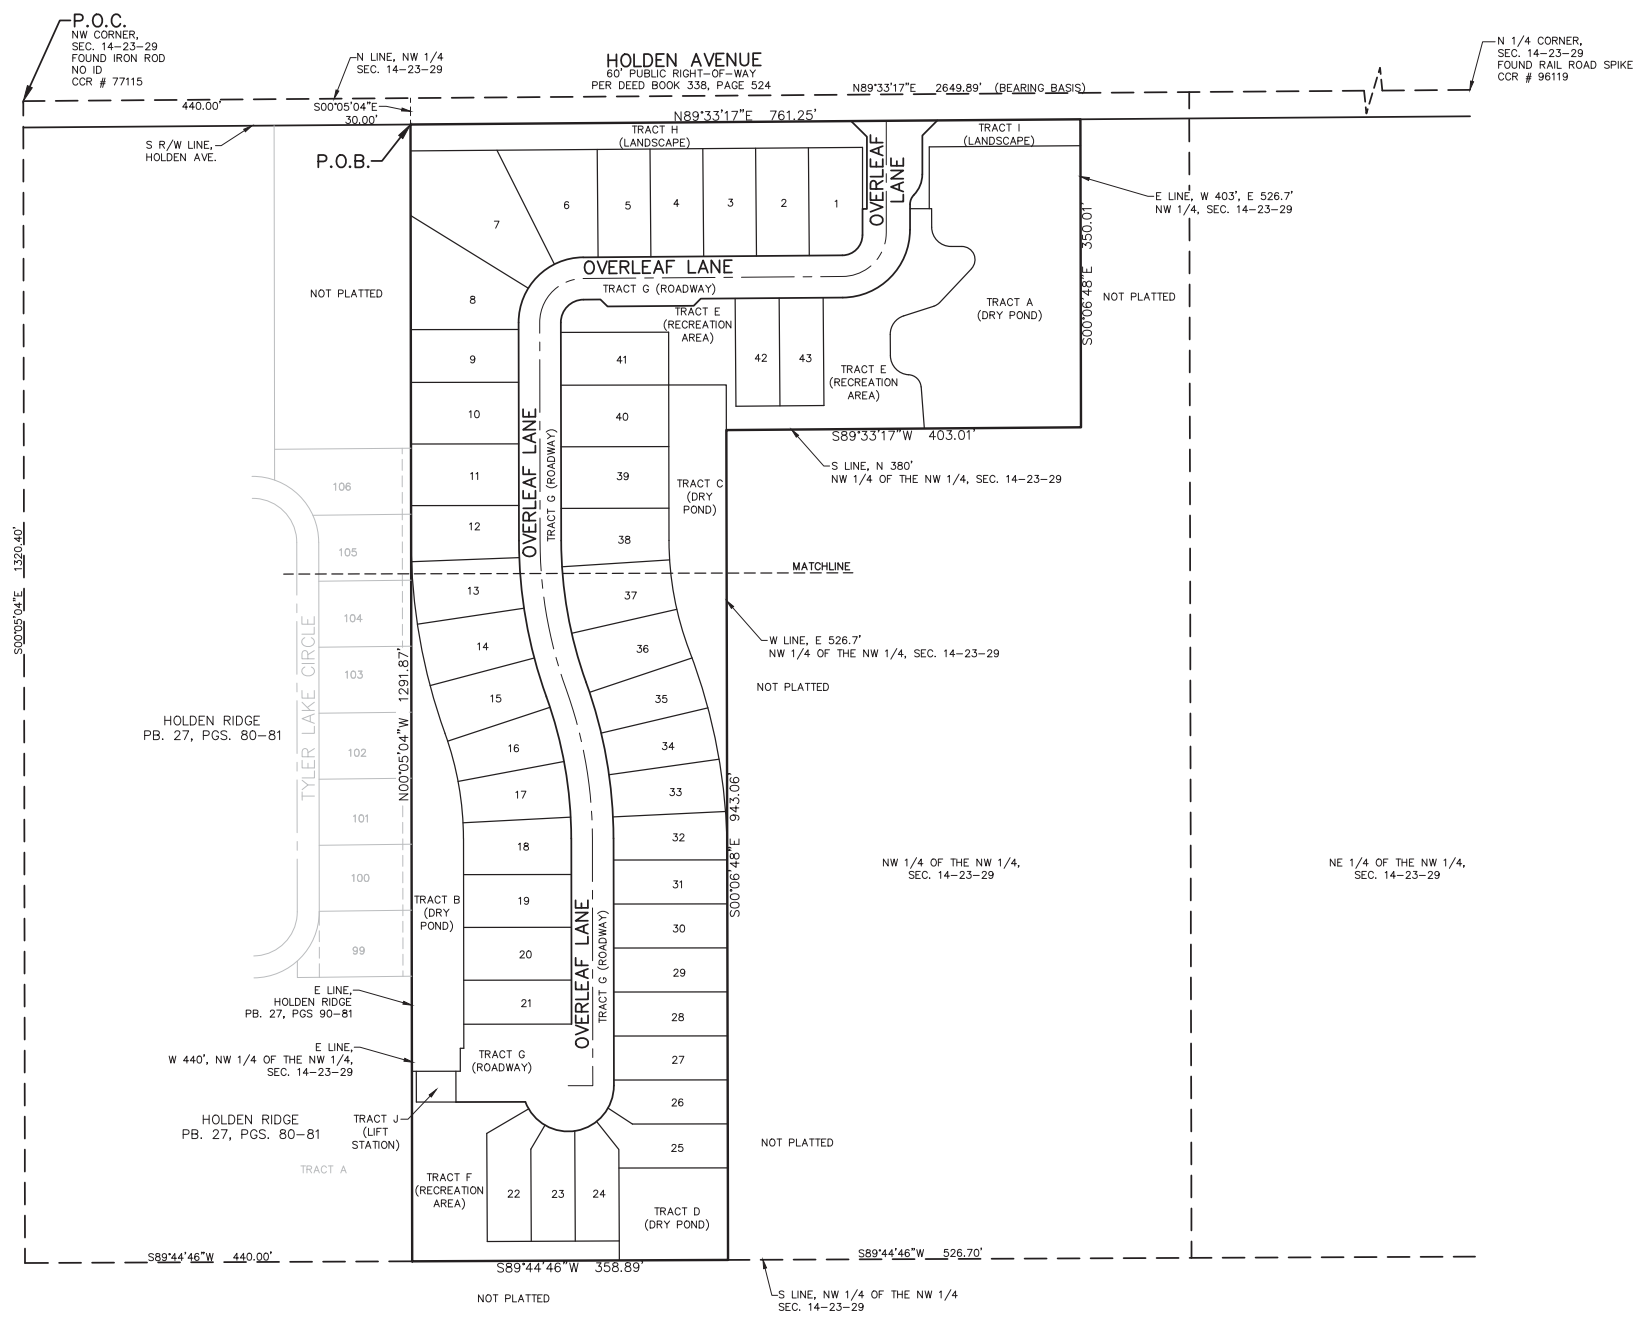 P.O.C.
NW CORNER,
SEC. 14-23-29
FOUND IRON ROD
NO ID
CCR # 77115
N LINE, NW 1/4
SEC. 14-23-29
HOLDEN AVENUE
60' PUBLIC RIGHT-OF-WAY
PER DEED BOOK 338, PAGE 524
N 1/4 CORNER,
SEC. 14-23-29
FOUND RAIL ROAD SPIKE
CCR # 96119
N89°33'17"E 2649.89' (BEARING BASIS)
440.00'
S00°05'04"E
30.00'
N89°33'17"E 761.25'
S R/W LINE,
HOLDEN AVE.
P.O.B.
TRACT H
(LANDSCAPE)
TRACT I
(LANDSCAPE)
OVERLEAF
LANE
E LINE, W 403', E 526.7'
NW 1/4, SEC. 14-23-29
7
6
5
4
3
2
1
S00°06'48"E 350.01'
OVERLEAF LANE
TRACT G (ROADWAY)
NOT PLATTED
NOT PLATTED
8
TRACT A
(DRY POND)
TRACT E
(RECREATION
AREA)
9
41
42
43
TRACT E
(RECREATION
AREA)
10
40
S89°33'17"W 403.01'
OVERLEAF LANE
TRACT G (ROADWAY)
S LINE, N 380'
NW 1/4 OF THE NW 1/4, SEC. 14-23-29
11
39
TRACT C
(DRY
POND)
106
12
38
105
S00°05'04"E 1320.40'
MATCHLINE
13
37
104
TYLER LAKE CIRCLE
14
36
W LINE, E 526.7'
NW 1/4 OF THE NW 1/4, SEC. 14-23-29
103
N00°05'04"W 1291.87'
NOT PLATTED
15
35
HOLDEN RIDGE
PB. 27, PGS. 80-81
102
16
34
17
33
101
S00°06'48"E 943.06'
18
32
NW 1/4 OF THE NW 1/4,
SEC. 14-23-29
NE 1/4 OF THE NW 1/4,
SEC. 14-23-29
100
31
TRACT B
(DRY
POND)
19
30
99
20
OVERLEAF LANE
TRACT G (ROADWAY)
29
E LINE,
HOLDEN RIDGE
PB. 27, PGS 90-81
21
28
E LINE,
W 440', NW 1/4 OF THE NW 1/4,
SEC. 14-23-29
TRACT G
(ROADWAY)
27
26
HOLDEN RIDGE
PB. 27, PGS. 80-81
TRACT J
(LIFT
STATION)
25
NOT PLATTED
TRACT A
TRACT F
(RECREATION
AREA)
22
23
24
TRACT D
(DRY POND)
S89°44'46"W 440.00'
S89°44'46"W 358.89'
S89°44'46"W 526.70'
NOT PLATTED
S LINE, NW 1/4 OF THE NW 1/4
SEC. 14-23-29